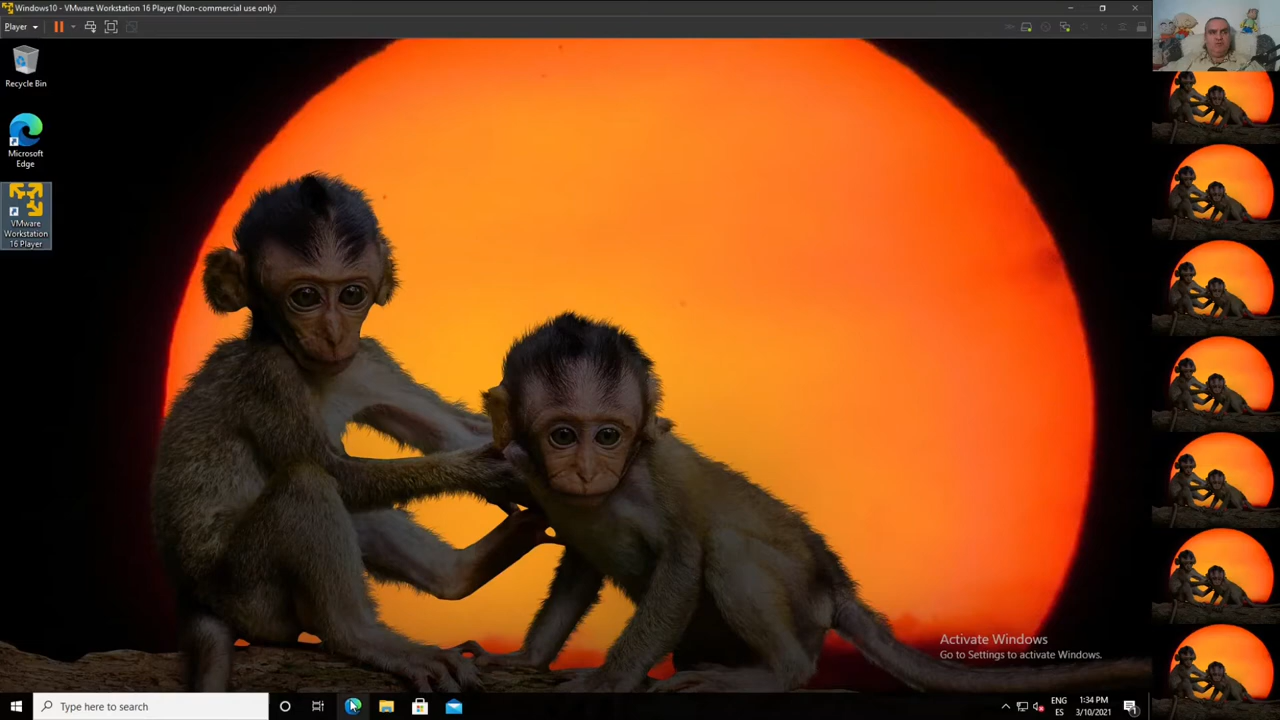 Windows10 - VMware Workstation 16 Player (Non-commercial use only)
Player
Recycle Bin
Microsoft
Edge
VMware
Workstation
16 Player
Activate Windows
Go to Settings to activate Windows.
Type here to search
ENG
ES
1:34 PM
3/10/2021
1